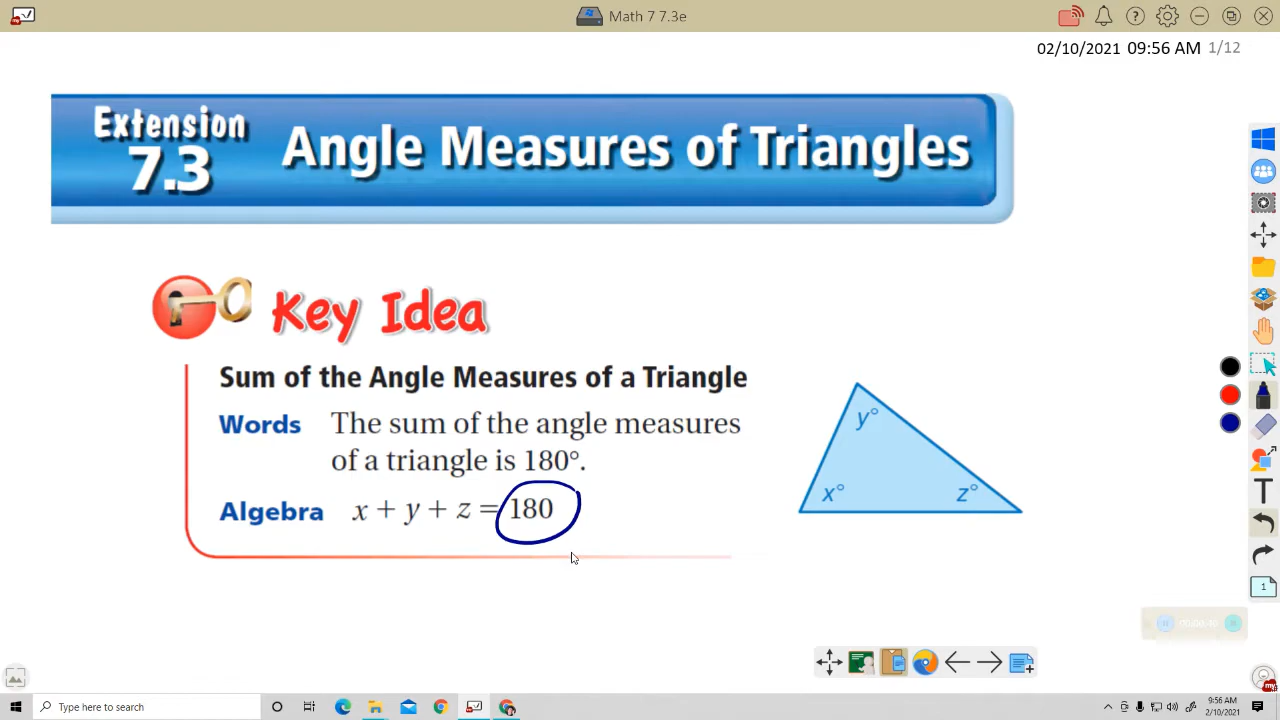 Math 7 7.3e
02/10/2021 09:56 AM 1/12
Extension
7.3
Angle Measures of Triangles
Key Idea
Sum of the Angle Measures of a Triangle
Words The sum of the angle measures
of a triangle is 180°.
Algebra x + y + z = 180
y°
x° z°
T
1
Type here to search
9:56 AM
2/10/2021